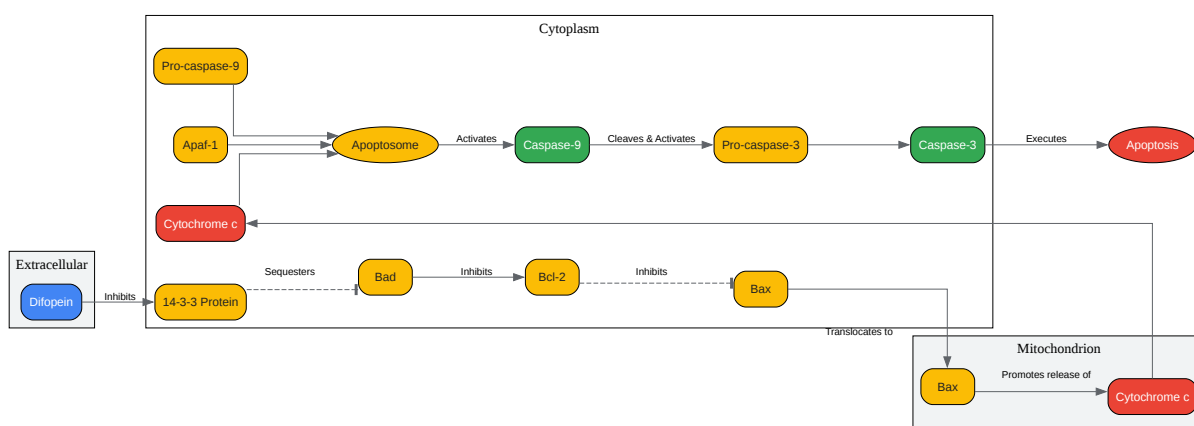 Cytoplasm
Pro-caspase-9
Apaf-1
Apoptosome
Activates
Caspase-9
Cleaves & Activates
Pro-caspase-3
Caspase-3
Executes
Apoptosis
Cytochrome c
Extracellular
Difopein
Inhibits
14-3-3 Protein
Sequesters
Bad
Inhibits
Bcl-2
Inhibits
Bax
Translocates to
Mitochondrion
Bax
Promotes release of
Cytochrome c